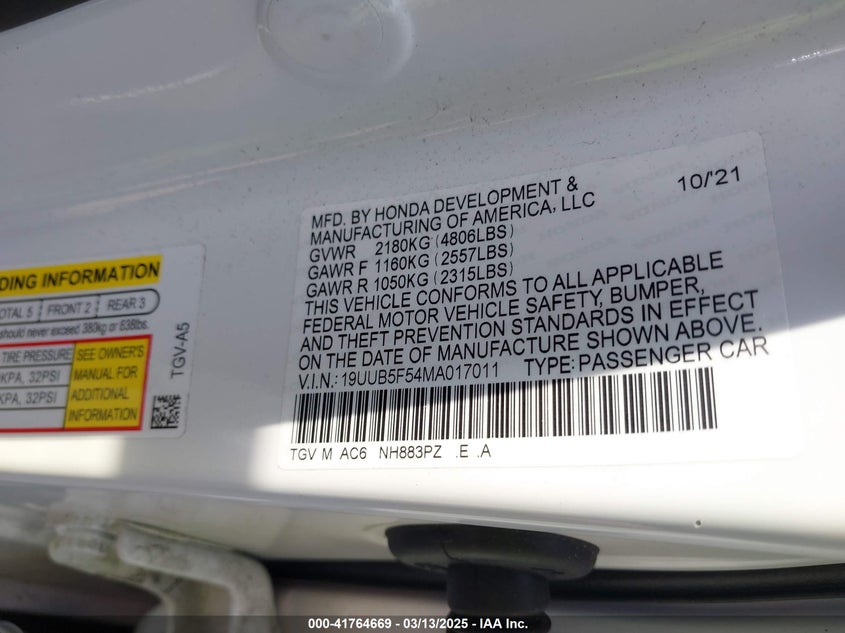 DING INFORMATION
OTAL 5 FRONT 2 REAR 3
should never exceed 380kg or 838lbs.
TIRE PRESSURE
KPA, 32PSI
KPA, 32PSI
SEE OWNER'S
MANUAL FOR
ADDITIONAL
INFORMATION
TGV-A5
10/'21
MFD. BY HONDA DEVELOPMENT &
MANUFACTURING OF AMERICA, LLC
GVWR 2180KG (4806LBS)
GAWR F 1160KG (2557LBS)
GAWR R 1050KG (2315LBS)
THIS VEHICLE CONFORMS TO ALL APPLICABLE
FEDERAL MOTOR VEHICLE SAFETY, BUMPER,
AND THEFT PREVENTION STANDARDS IN EFFECT
ON THE DATE OF MANUFACTURE SHOWN ABOVE.
V.I.N.: 19UUB5F54MA017011 TYPE: PASSENGER CAR
TGV M AC6 NH883PZ .E .A
000-41764669 - 03/13/2025 - IAA Inc.